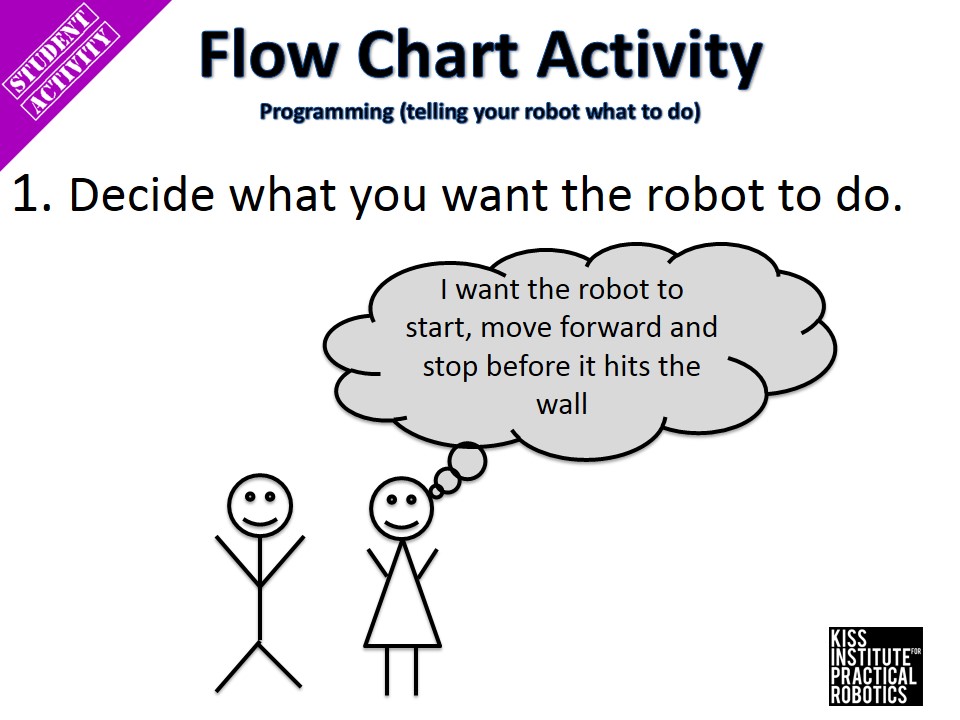 STUDENT
ACTIVITY
Flow Chart Activity
Programming (telling your robot what to do)
1. Decide what you want the robot to do.
I want the robot to
start, move forward and
stop before it hits the
wall
KISS
INSTITUTE FOR
PRACTICAL
ROBOTICS